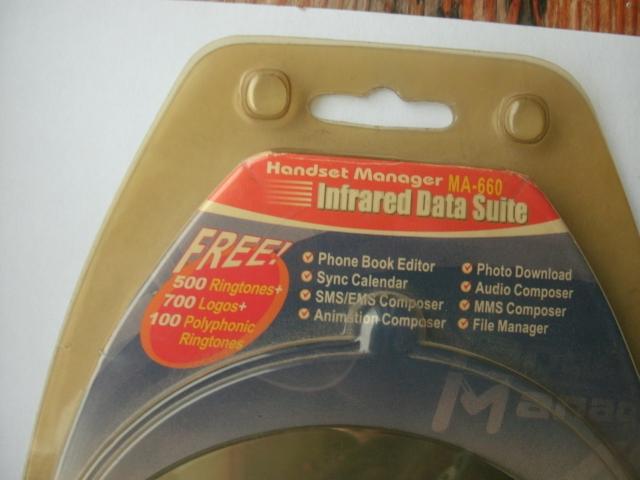 Handset Manager MA-660
Infrared Data Suite
FREE!
500 Ringtones+
700 Logos+
100 Polyphonic
Ringtones
Phone Book Editor
Sync Calendar
SMS/EMS Composer
Animation Composer
Photo Download
Audio Composer
MMS Composer
File Manager